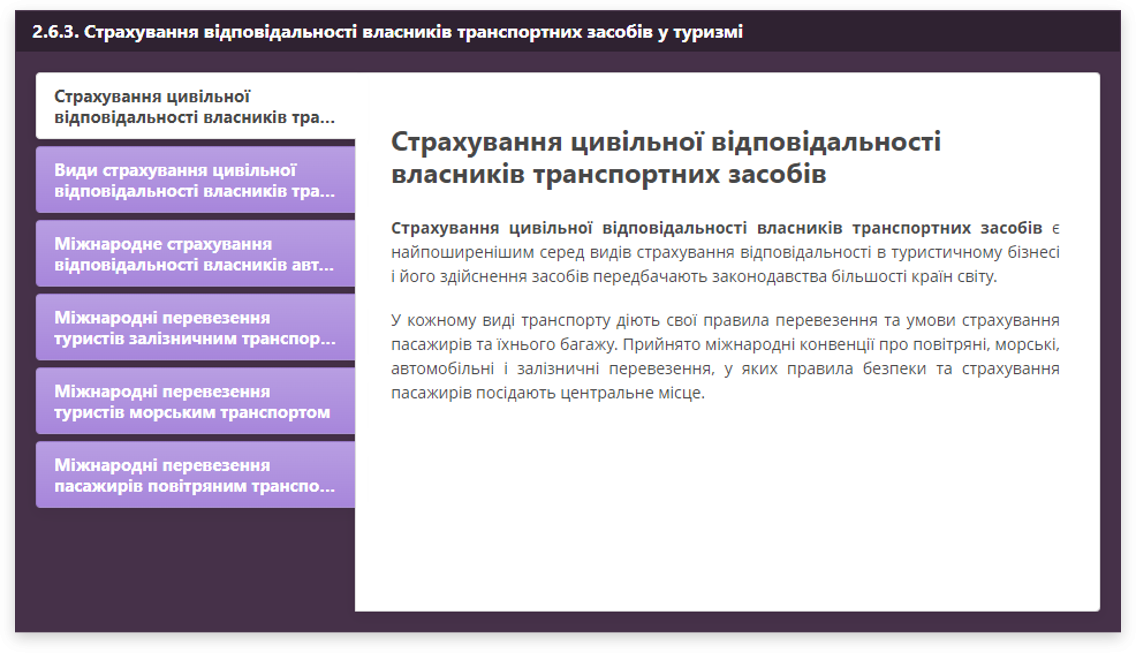 2.6.3. Страхування відповідальності власників транспортних засобів у туризмі
Страхування цивільної
відповідальності власників тра...
Види страхування цивільної
відповідальності власників тра...
Міжнародне страхування
відповідальності власників авт...
Міжнародні перевезення
туристів залізничним транспор...
Міжнародні перевезення
туристів морським транспортом
Міжнародні перевезення
пасажирів повітряним транспо...
Страхування цивільної відповідальності
власників транспортних засобів
Страхування цивільної відповідальності власників транспортних засобів є
найпоширенішим серед видів страхування відповідальності в туристичному бізнесі
і його здійснення засобів передбачають законодавства більшості країн світу.
У кожному виді транспорту діють свої правила перевезення та умови страхування
пасажирів та їхнього багажу. Прийнято міжнародні конвенції про повітряні, морські,
автомобільні і залізничні перевезення, у яких правила безпеки та страхування
пасажирів посідають центральне місце.